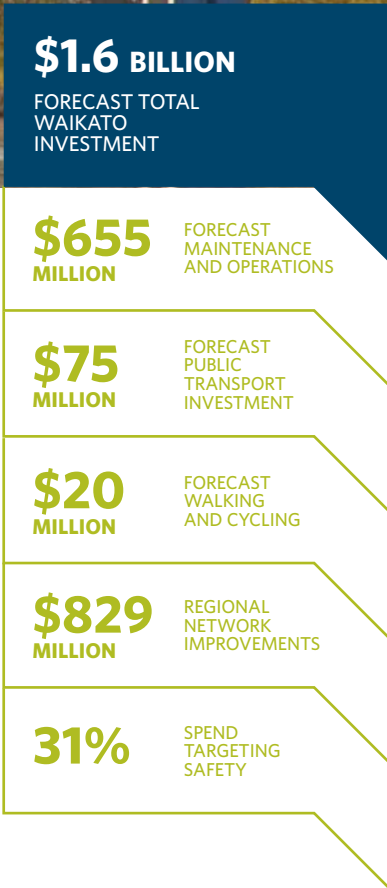 $1.6 BILLION
FORECAST TOTAL
WAIKATO
INVESTMENT
$655
MILLION
FORECAST
MAINTENANCE
AND OPERATIONS
$75
MILLION
FORECAST
PUBLIC
TRANSPORT
INVESTMENT
$20
MILLION
FORECAST
WALKING
AND CYCLING
$829
MILLION
REGIONAL
NETWORK
IMPROVEMENTS
31%
SPEND
TARGETING
SAFETY